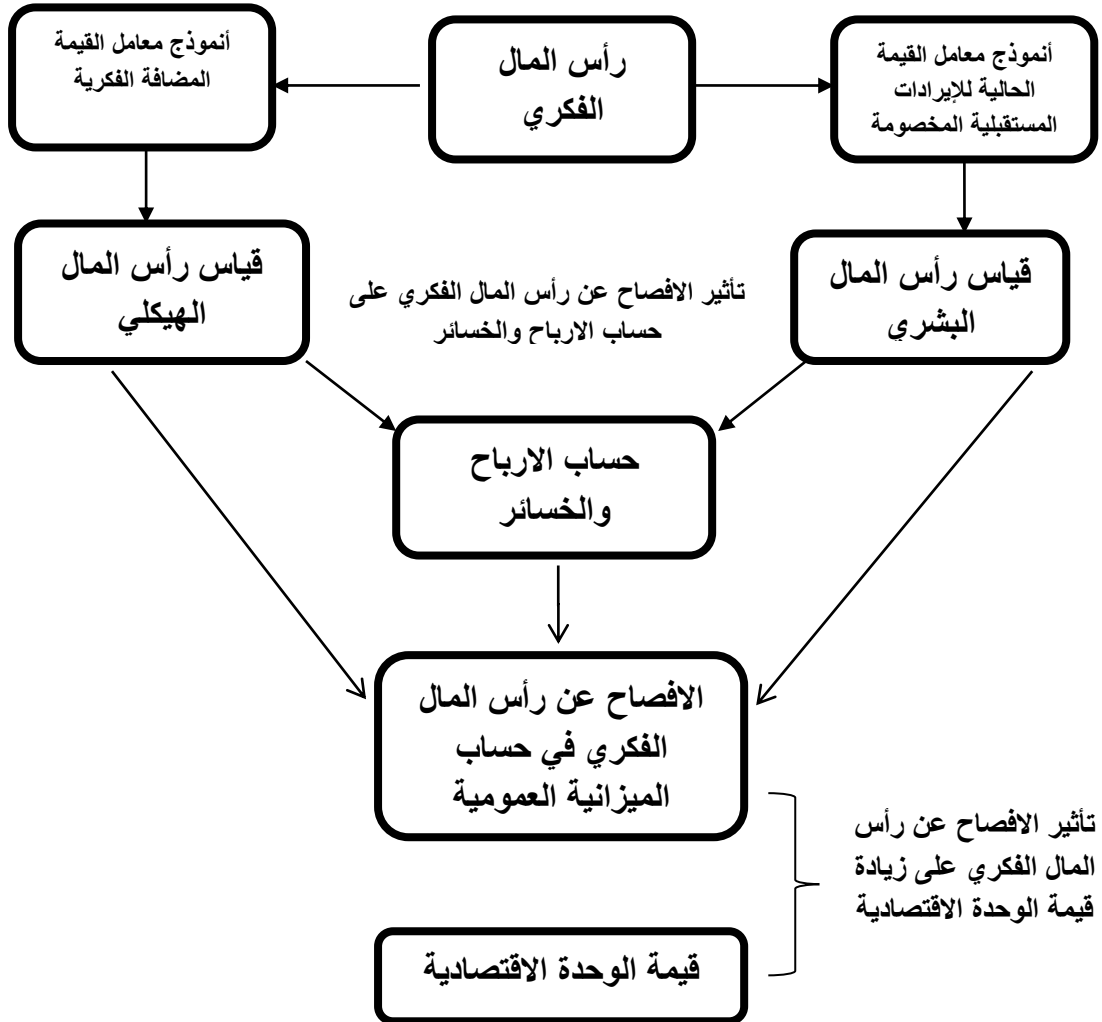 أنموذج معامل القيمة
الحالية للإيرادات
المستقبلية المخصومة
رأس المال
الفكري
أنموذج معامل القيمة
المضافة الفكرية
قياس رأس المال
البشري
تأثير الافصاح عن رأس المال الفكري على
حساب الارباح والخسائر
قياس رأس المال
الهيكلي
حساب الارباح
والخسائر
الافصاح عن رأس المال
الفكري في حساب
الميزانية العمومية
تأثير الافصاح عن رأس
المال الفكري على زيادة
قيمة الوحدة الاقتصادية
قيمة الوحدة الاقتصادية